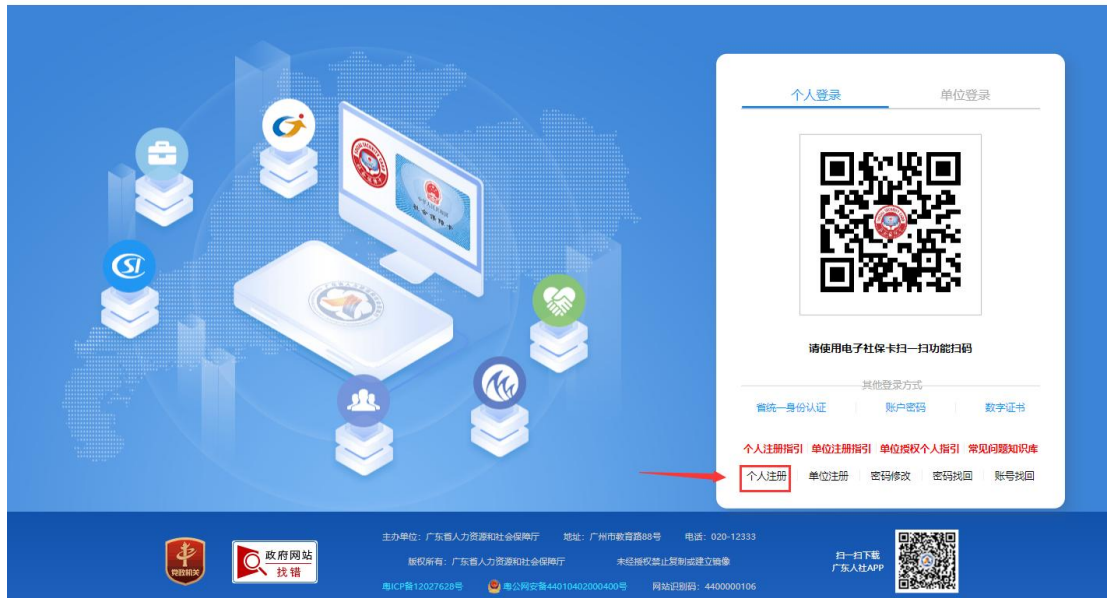 个人登录 单位登录
请使用电子社保卡扫一扫功能扫码
其他登录方式
省统一身份认证 账户密码 数字证书
个人注册指引 单位注册指引 单位授权个人指引 常见问题知识库
个人注册 单位注册 密码修改 密码找回 账号找回
中华人民共和国
社会保障卡
党政机关
政府网站
找错
主办单位：广东省人力资源和社会保障厅 地址：广州市教育路88号 电话：020-12333
版权所有：广东省人力资源和社会保障厅 未经授权禁止复制或建立镜像
粤ICP备12027628号 粤公网安备44010402000400号 网站识别码：4400000106
扫一扫下载
广东人社APP